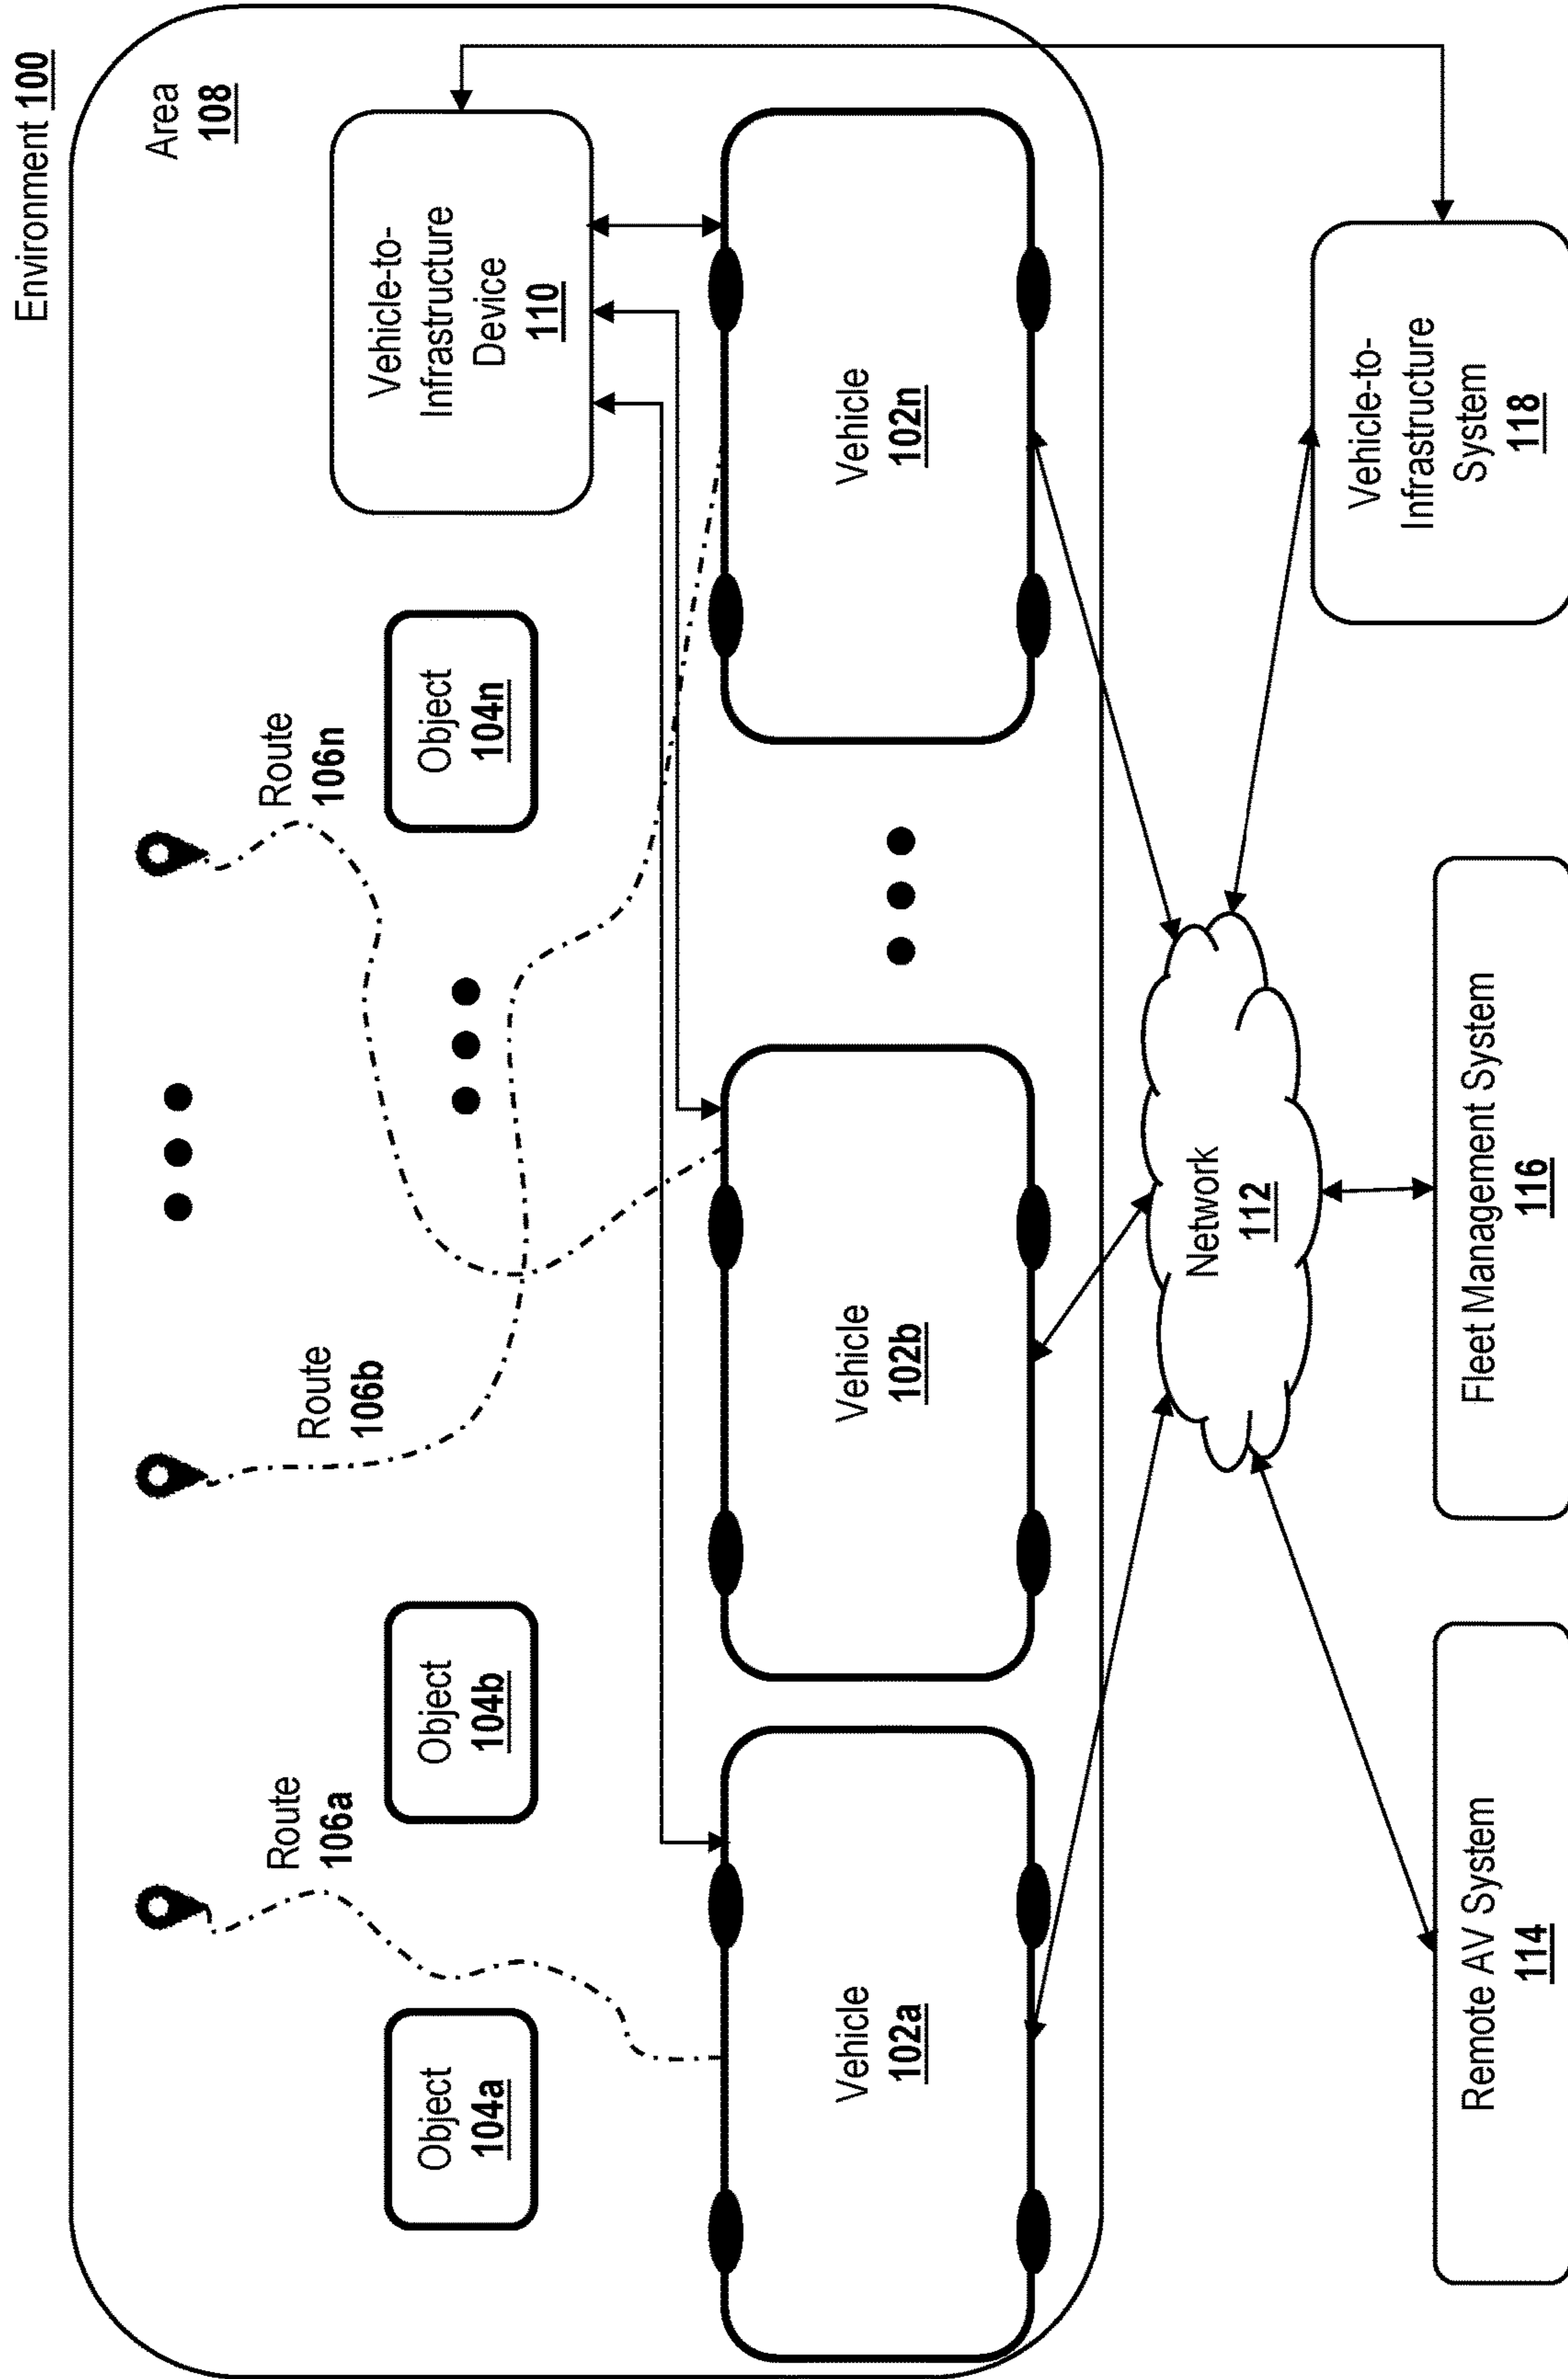 Environment 100
Area
108
Route
106a
Route
106b
Route
106n
Object
104a
Object
104b
Object
104n
Vehicle-to-
Infrastructure
Device
110
Vehicle
102a
Vehicle
102b
Vehicle
102n
Network
112
Remote AV System
114
Fleet Management System
116
Vehicle-to-
Infrastructure
System
118